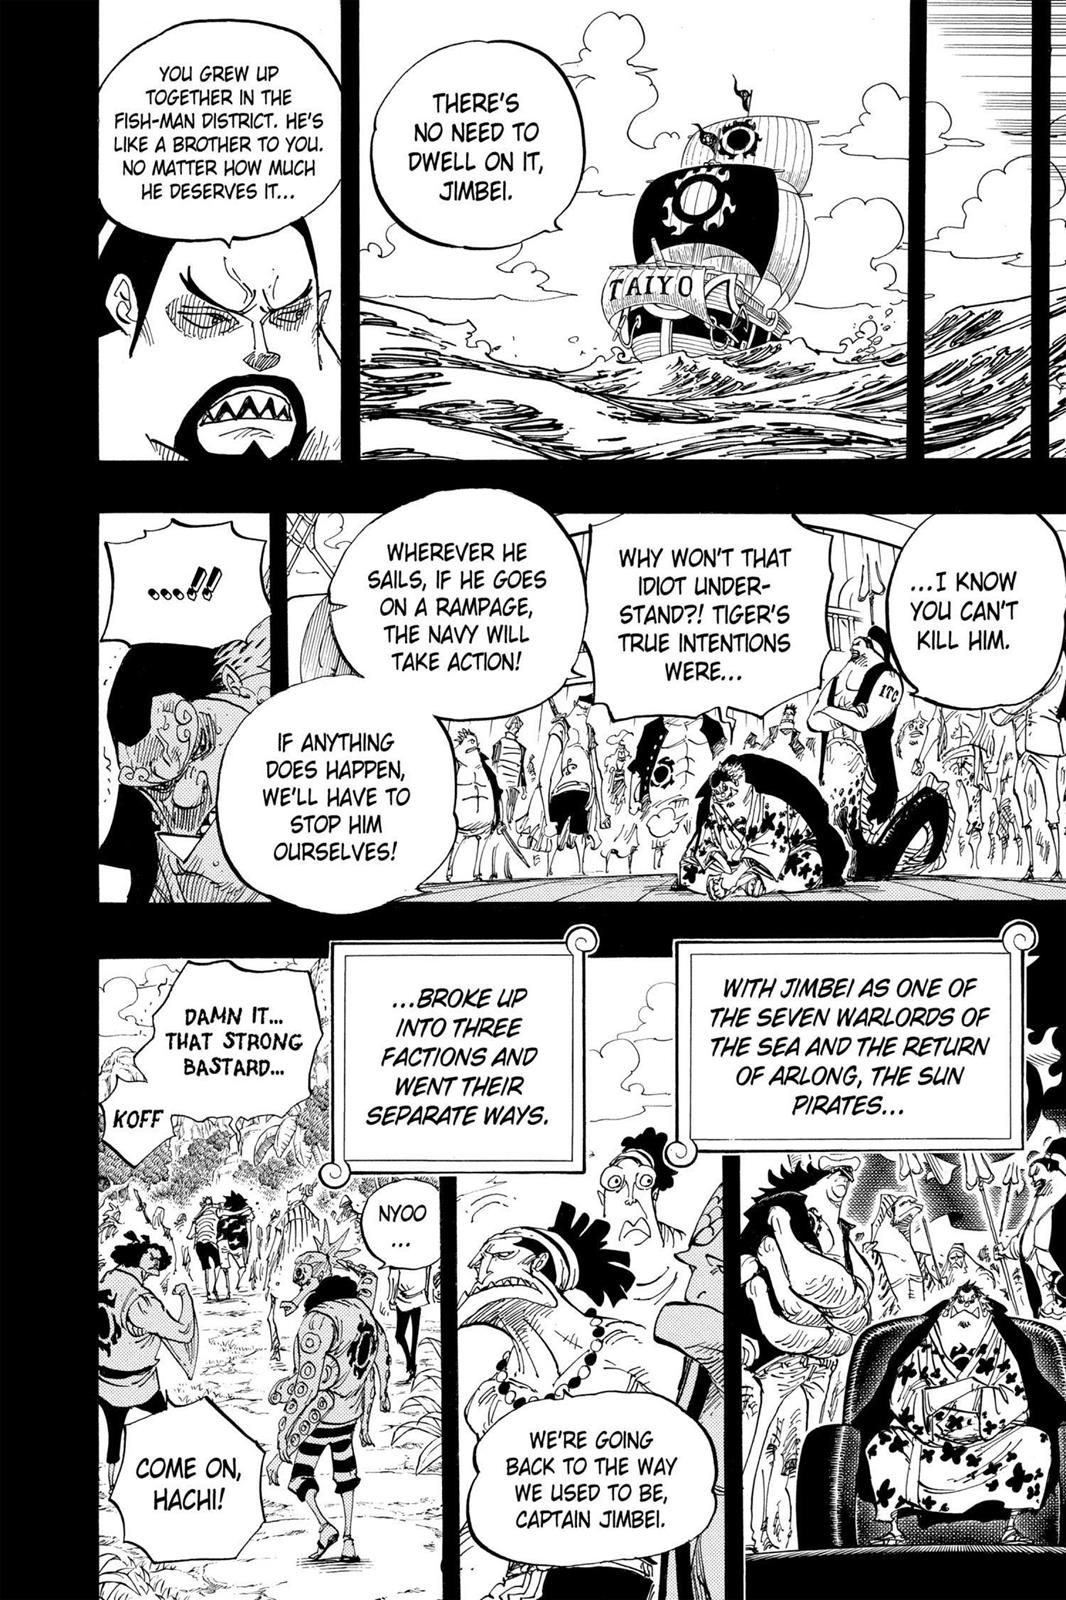 THERE'S
NO NEED TO
DWELL ON IT,
JIMBEI.
TAIYO
YOU GREW UP
TOGETHER IN THE
FISH-MAN DISTRICT. HE'S
LIKE A BROTHER TO YOU.
NO MATTER HOW MUCH
HE DESERVES IT...
...I KNOW
YOU CAN'T
KILL HIM.
WHY WON'T THAT
IDIOT UNDER-
STAND?! TIGER'S
TRUE INTENTIONS
WERE...
WHEREVER HE
SAILS, IF HE GOES
ON A RAMPAGE,
THE NAVY WILL
TAKE ACTION!
IF ANYTHING
DOES HAPPEN,
WE'LL HAVE TO
STOP HIM
OURSELVES!
...!!
WITH JIMBEI AS ONE OF
THE SEVEN WARLORDS OF
THE SEA AND THE RETURN
OF ARLONG, THE SUN
PIRATES...
...BROKE UP
INTO THREE
FACTIONS AND
WENT THEIR
SEPARATE WAYS.
WE'RE GOING
BACK TO THE WAY
WE USED TO BE,
CAPTAIN JIMBEI.
DAMN IT...
THAT STRONG
BASTARD...
KOFF
NYOO
...
COME ON,
HACHI!